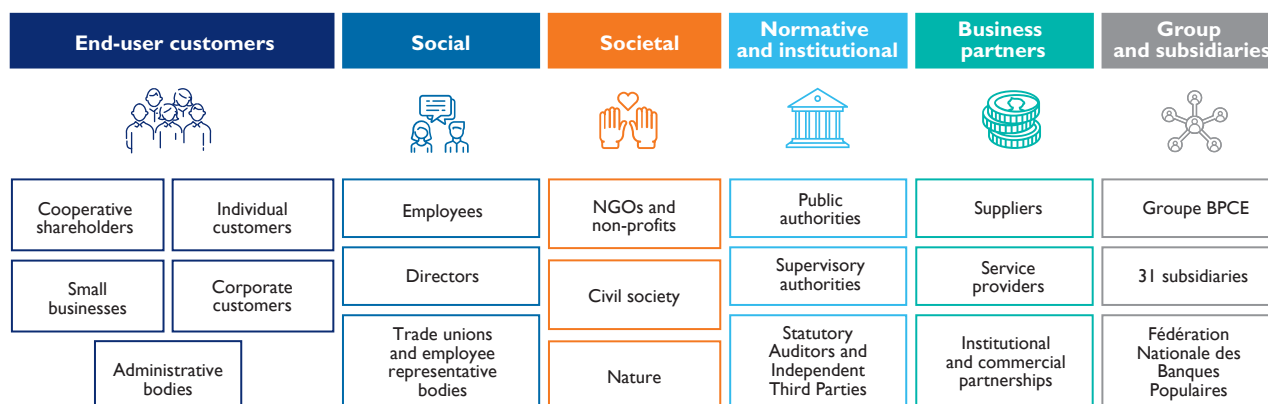 End-user customers
Social
Societal
Normative
and institutional
Business
partners
Group
and subsidiaries
Cooperative
shareholders
Individual
customers
Small
businesses
Corporate
customers
Administrative
bodies
Employees
Directors
Trade unions
and employee
representative
bodies
NGOs and
non-profits
Civil society
Nature
Public
authorities
Supervisory
authorities
Statutory
Auditors and
Independent
Third Parties
Suppliers
Service
providers
Institutional
and commercial
partnerships
Groupe BPCE
31 subsidiaries
Fédération
Nationale des
Banques
Populaires